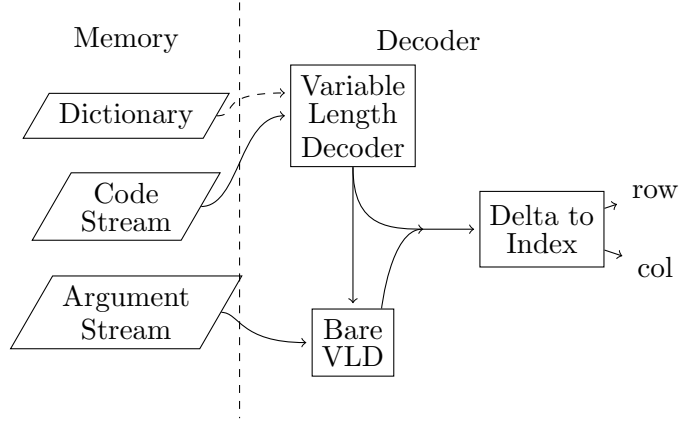 Memory
Decoder
Dictionary
Variable
Length
Decoder
Code
Stream
Argument
Stream
Bare
VLD
Delta to
Index
row
col